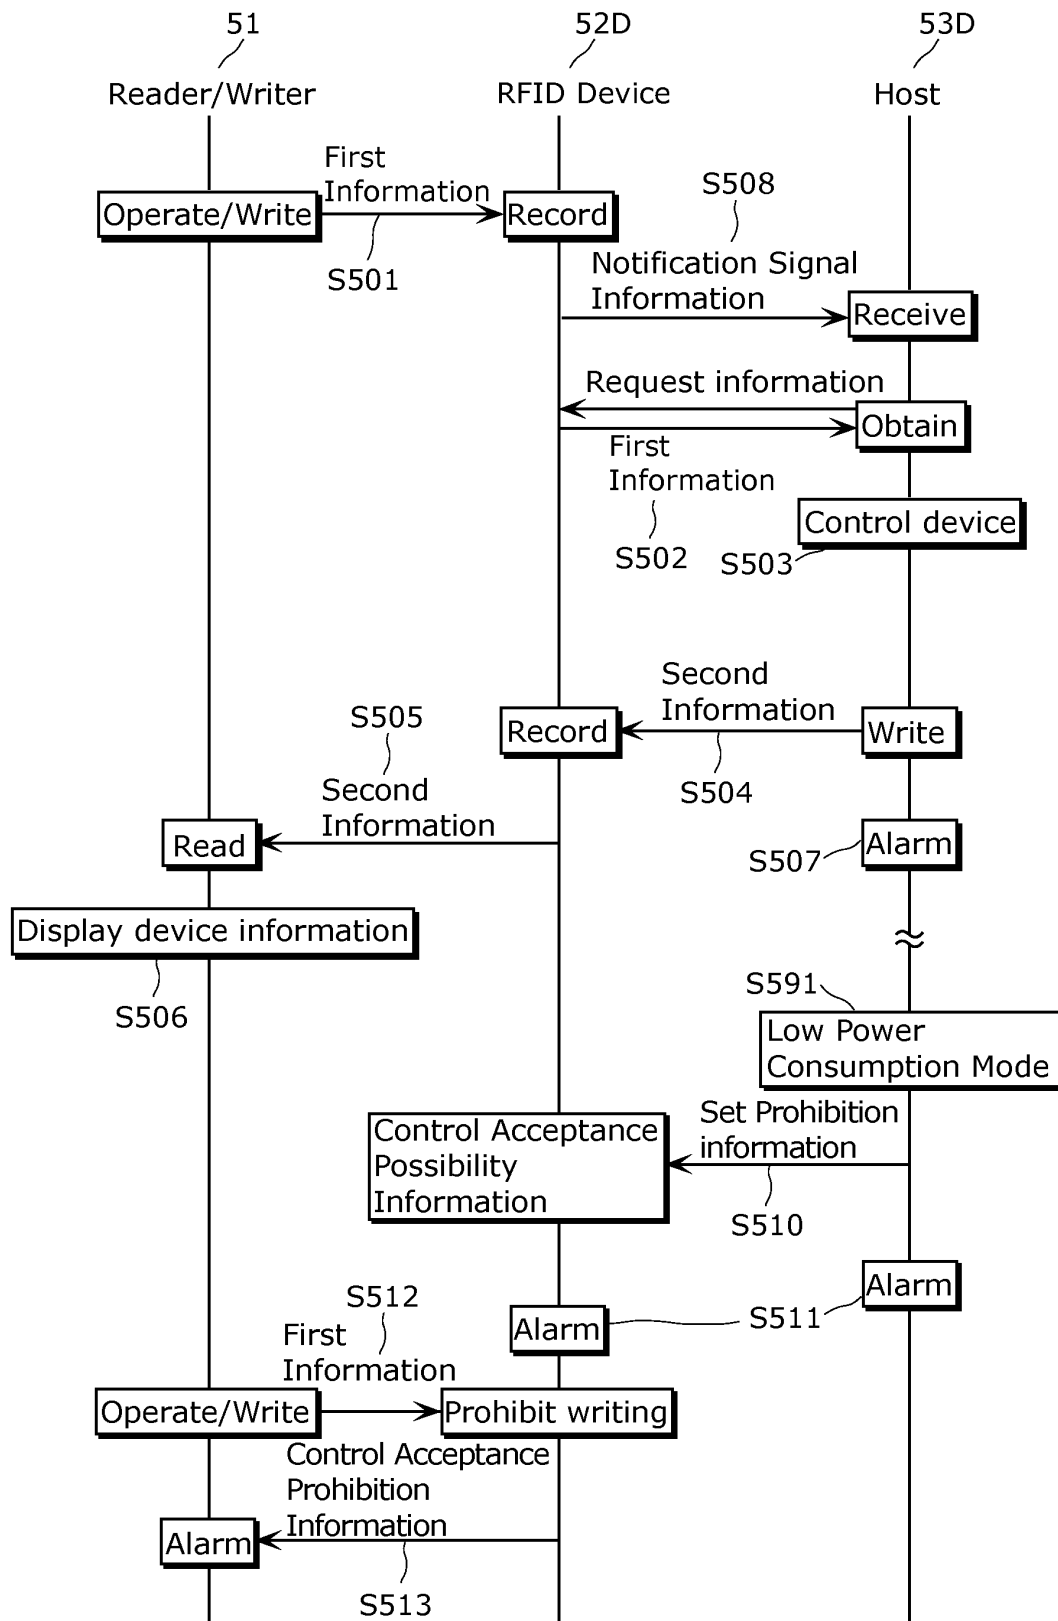 51
52D
53D
Reader/Writer
RFID Device
Host
First
Information
Operate/Write
Record
S501
S508
Notification Signal
Information
Receive
Request information
Obtain
First
Information
S502
Control device
S503
Second
Information
Record
Write
S504
S505
Second
Information
Read
Alarm
S507
Display device information
S506
S591
Low Power
Consumption Mode
Set Prohibition
information
Control Acceptance
Possibility
Information
S510
Alarm
S511
Alarm
S512
First
Information
Operate/Write
Prohibit writing
Control Acceptance
Prohibition
Information
Alarm
S513